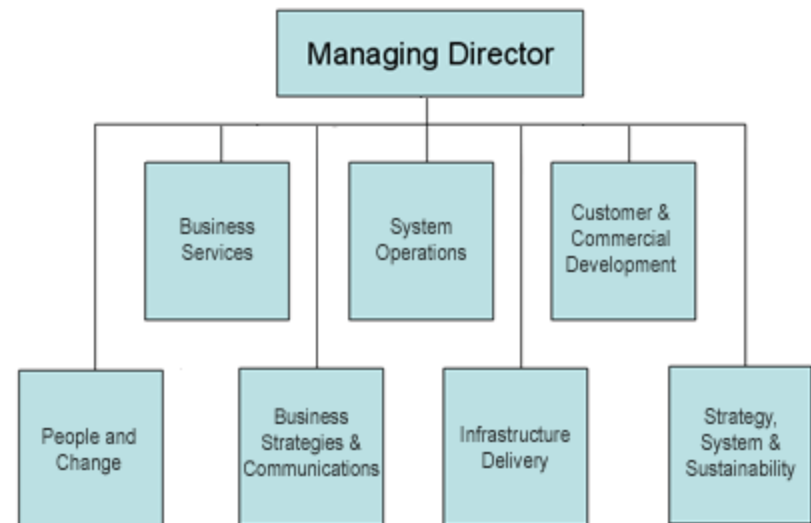 Managing Director
Business
Services
System
Operations
Customer &
Commercial
Development
People and
Change
Business
Strategies &
Communications
Infrastructure
Delivery
Strategy,
System &
Sustainability